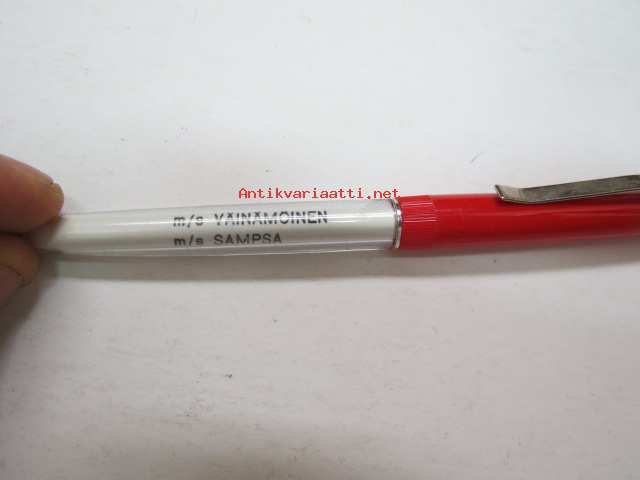 Antikvariaatti.net
m/s VÄINÄMÖINEN
m/s SAMPSA